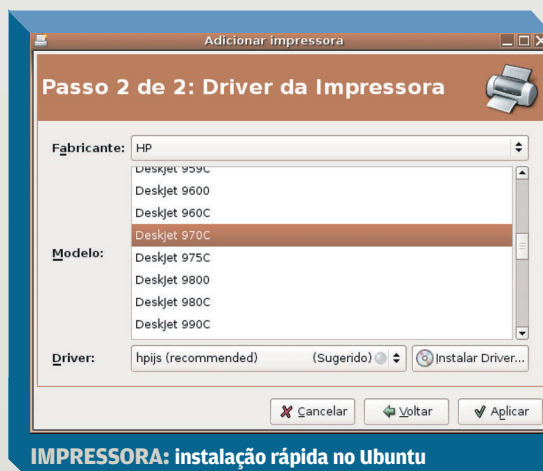 Adicionar impressora
Passo 2 de 2: Driver da Impressora
Fabricante: HP
DeskJet 959C
DeskJet 9600
DeskJet 960C
DeskJet 970C
Modelo:
DeskJet 975C
DeskJet 9800
DeskJet 980C
DeskJet 990C
Driver: hpijs (recommended) (Sugerido) Instalar Driver...
Cancelar Voltar Aplicar
IMPRESSORA: instalação rápida no Ubuntu